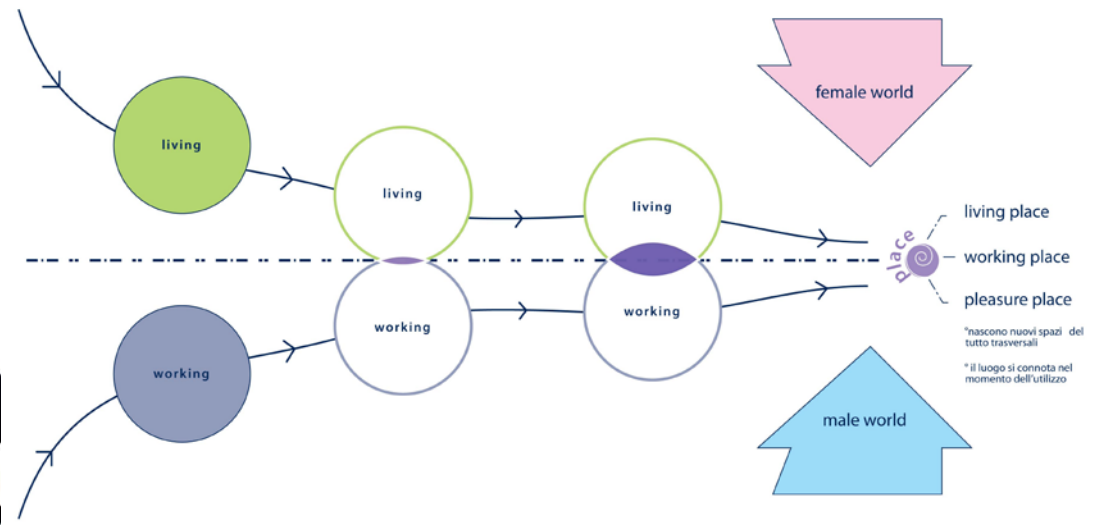 living
working
living
working
living
working
female world
male world
place
living place
working place
pleasure place
°nascono nuovi spazi del
tutto trasversali
° il luogo si connota nel
momento dell'utilizzo